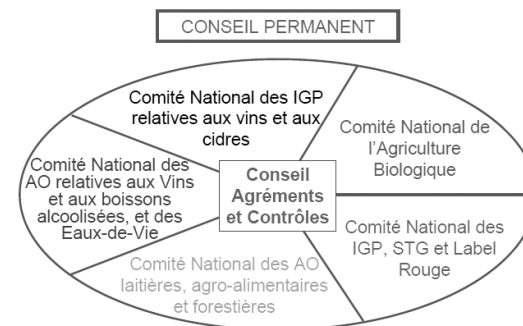 CONSEIL PERMANENT
Comité National des IGP
relatives aux vins et aux
cidres
Comité National de
l'Agriculture
Biologique
Comité National des
AO relatives aux Vins
et aux boissons
alcoolisées, et des
Eaux-de-Vie
Conseil
Agréments
et Contrôles
Comité National des
IGP, STG et Label
Rouge
Comité National des AO
laitières, agro-alimentaires
et forestières